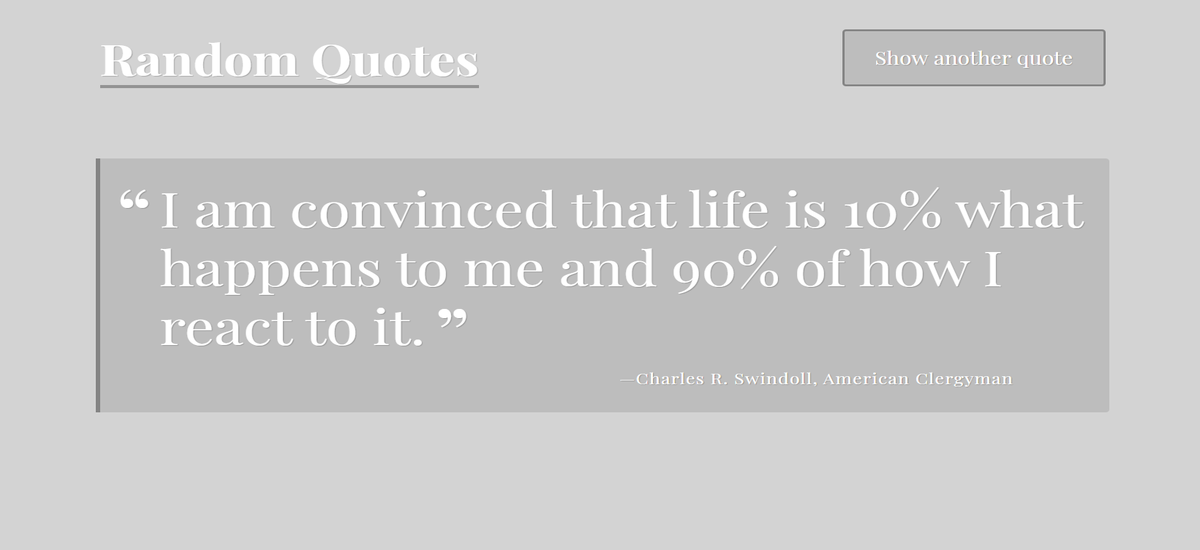 Random Quotes
Show another quote
“ I am convinced that life is 10% what
happens to me and 90% of how I
react to it. ”
—Charles R. Swindoll, American Clergyman